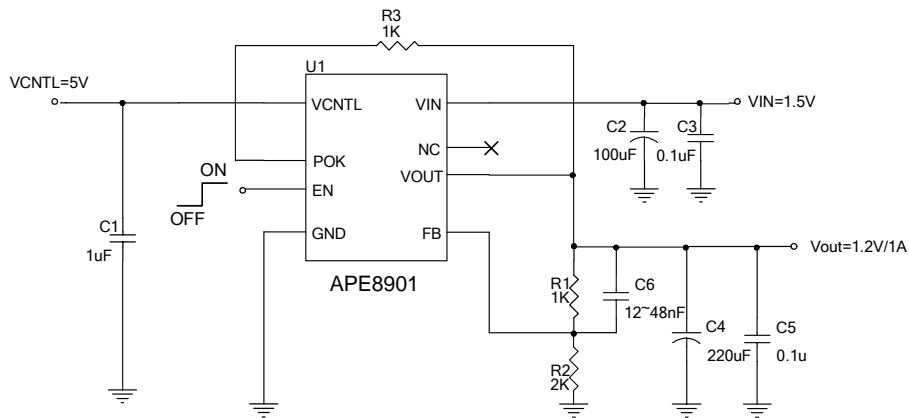 R3
1K
U1
VCNTL=5V
VCNTL
VIN
VIN=1.5V
C2
100uF
C3
0.1uF
NC
POK
VOUT
ON
OFF
EN
C1
1uF
GND
FB
Vout=1.2V/1A
APE8901
R1
1K
C6
12~48nF
C4
220uF
C5
0.1u
R2
2K